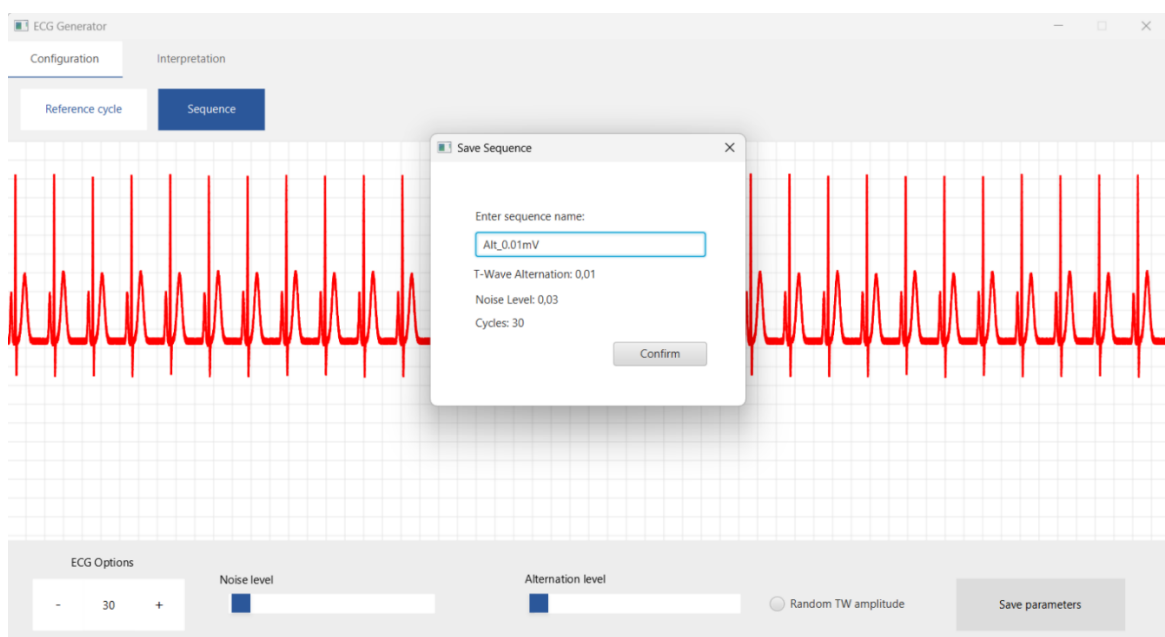 ECG Generator
Configuration Interpretation
Reference cycle Sequence
Save Sequence
Enter sequence name:
Alt_0.01mV
T-Wave Alternation: 0,01
Noise Level: 0,03
Cycles: 30
Confirm
ECG Options
Noise level Alternation level
- 30 + Random TW amplitude Save parameters